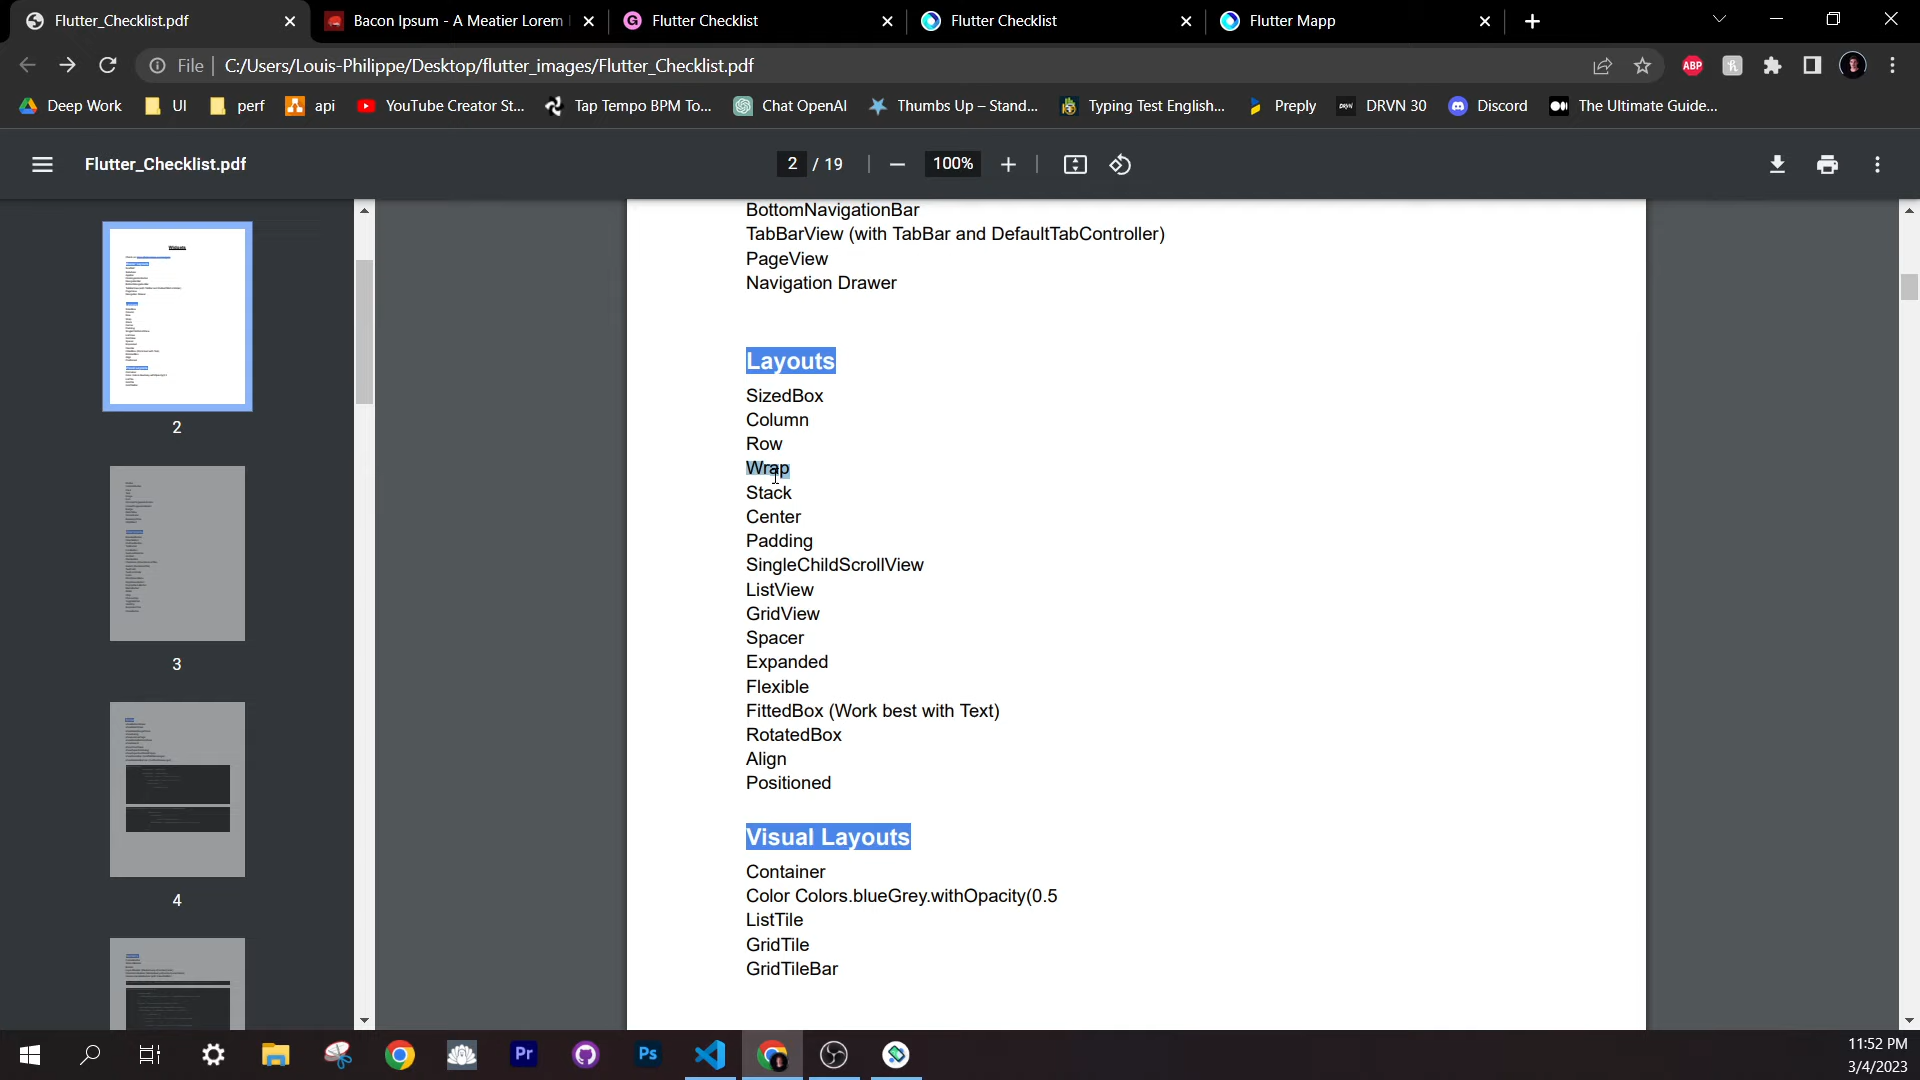 Flutter_Checklist.pdf
Bacon Ipsum - A Meatier Lorem
Flutter Checklist
Flutter Checklist
Flutter Mapp
File
C:/Users/Louis-Philippe/Desktop/flutter_images/Flutter_Checklist.pdf
ABP
Deep Work
UI
perf
api
YouTube Creator St...
Tap Tempo BPM To...
Chat OpenAI
Thumbs Up – Stand...
Typing Test English...
Preply
DRVN 30
Discord
The Ultimate Guide...
Flutter_Checklist.pdf
2 / 19
100%
2
3
4
BottomNavigationBar
TabBarView (with TabBar and DefaultTabController)
PageView
Navigation Drawer
Layouts
SizedBox
Column
Row
Wrap
Stack
Center
Padding
SingleChildScrollView
ListView
GridView
Spacer
Expanded
Flexible
FittedBox (Work best with Text)
RotatedBox
Align
Positioned
Visual Layouts
Container
Color Colors.blueGrey.withOpacity(0.5
ListTile
GridTile
GridTileBar
Pr
Ps
11:52 PM
3/4/2023